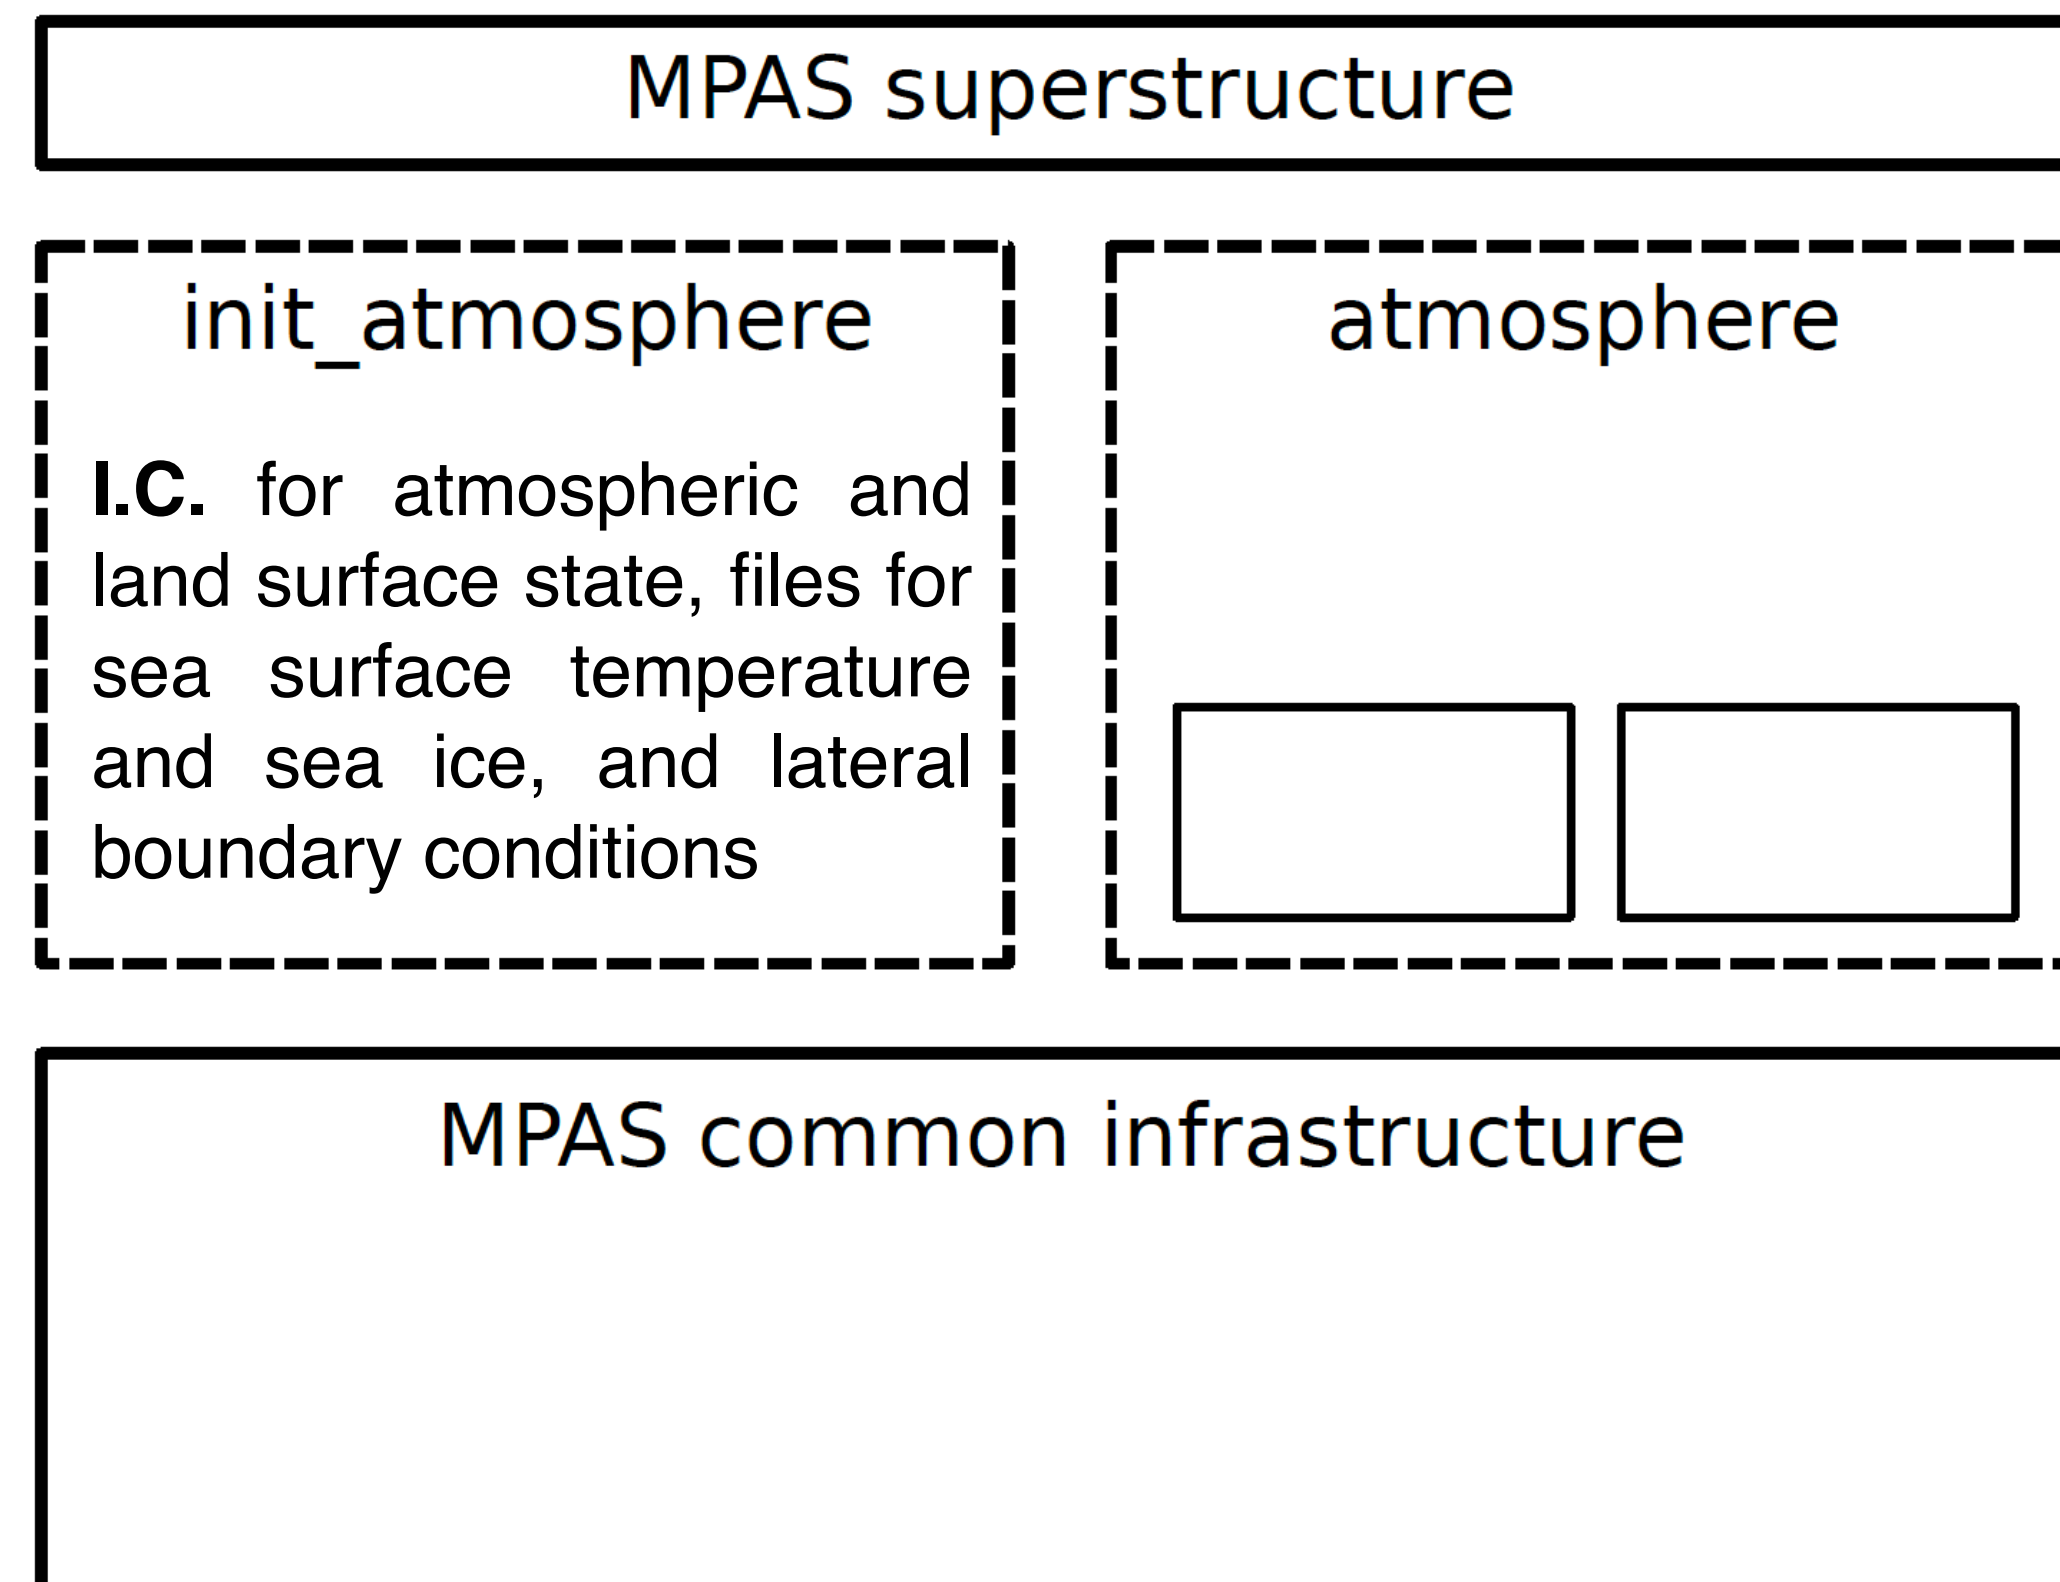 MPAS superstructure
init_atmosphere
I.C. for atmospheric and
land surface state, files for
sea surface temperature
and sea ice, and lateral
boundary conditions
atmosphere
MPAS common infrastructure